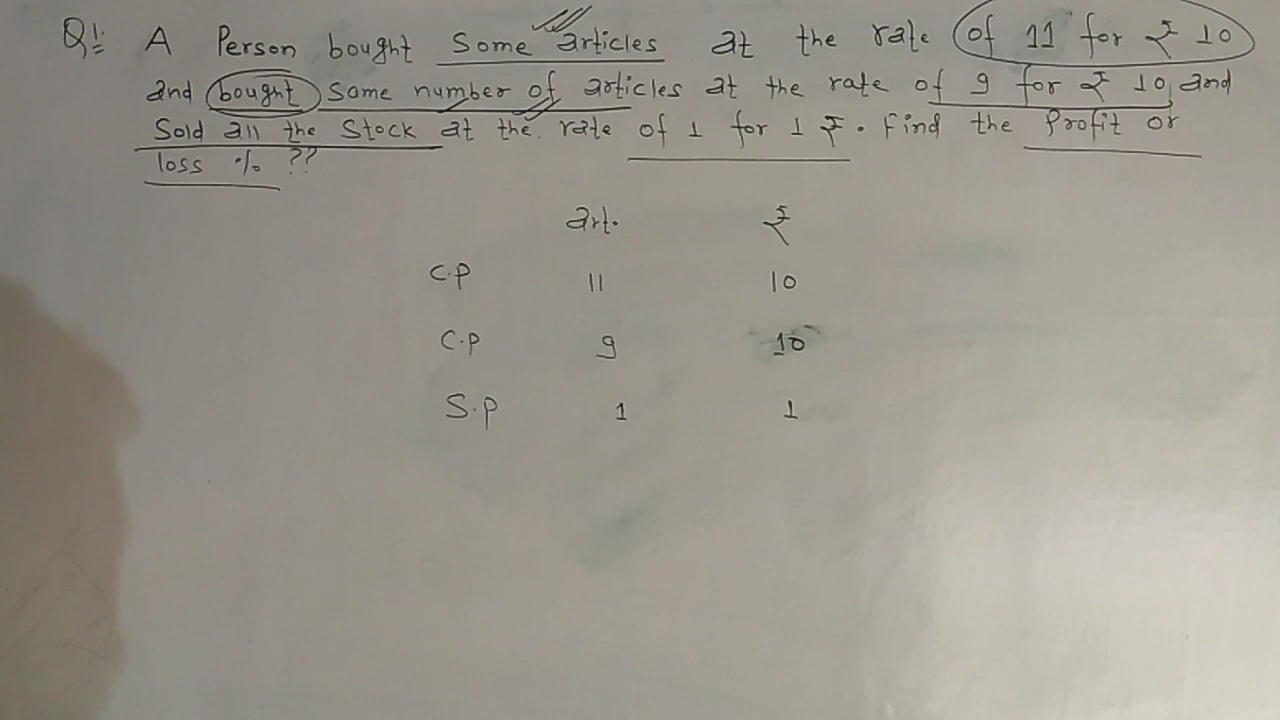 Q1: A Person bought Some articles at the rate of 11 for ₹ 10
and bought Same number of articles at the rate of 9 for ₹ 10, and
Sold all the Stock at the rate of 1 for 1 ₹. Find the Profit or
loss % ??
art. ₹
C.P 11 10
C.P 9 10
S.P 1 1